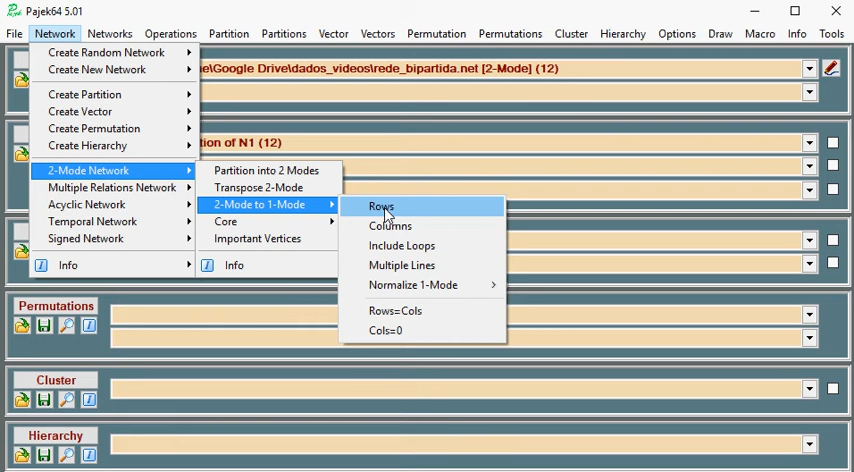 Pajek64 5.01
File Network Networks Operations Partition Partitions Vector Vectors Permutation Permutations Cluster Hierarchy Options Draw Macro Info Tools
Create Random Network
Create New Network
Create Partition
Create Vector
Create Permutation
Create Hierarchy
2-Mode Network
Multiple Relations Network
Acyclic Network
Temporal Network
Signed Network
Info
Partition into 2 Modes
Transpose 2-Mode
2-Mode to 1-Mode
Core
Important Vertices
Info
Rows
Columns
Include Loops
Multiple Lines
Normalize 1-Mode
Rows=Cols
Cols=0
e\Google Drive\dados_videos\rede_bipartida.net [2-Mode] (12)
tion of N1 (12)
Permutations
Cluster
Hierarchy